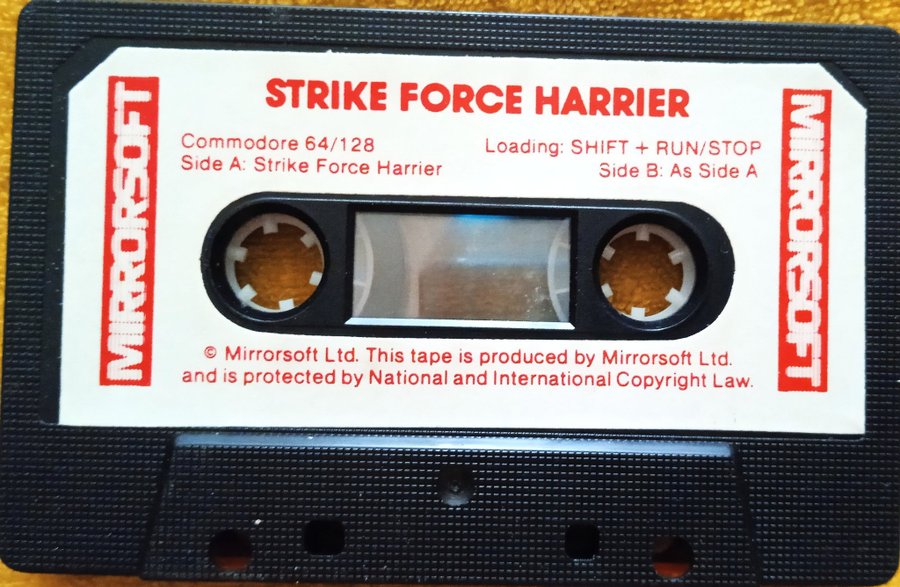 STRIKE FORCE HARRIER
MIRRORSOFT
Commodore 64/128
Side A: Strike Force Harrier
Loading: SHIFT + RUN/STOP
Side B: As Side A
MIRRORSOFT
© Mirrorsoft Ltd. This tape is produced by Mirrorsoft Ltd.
and is protected by National and International Copyright Law.